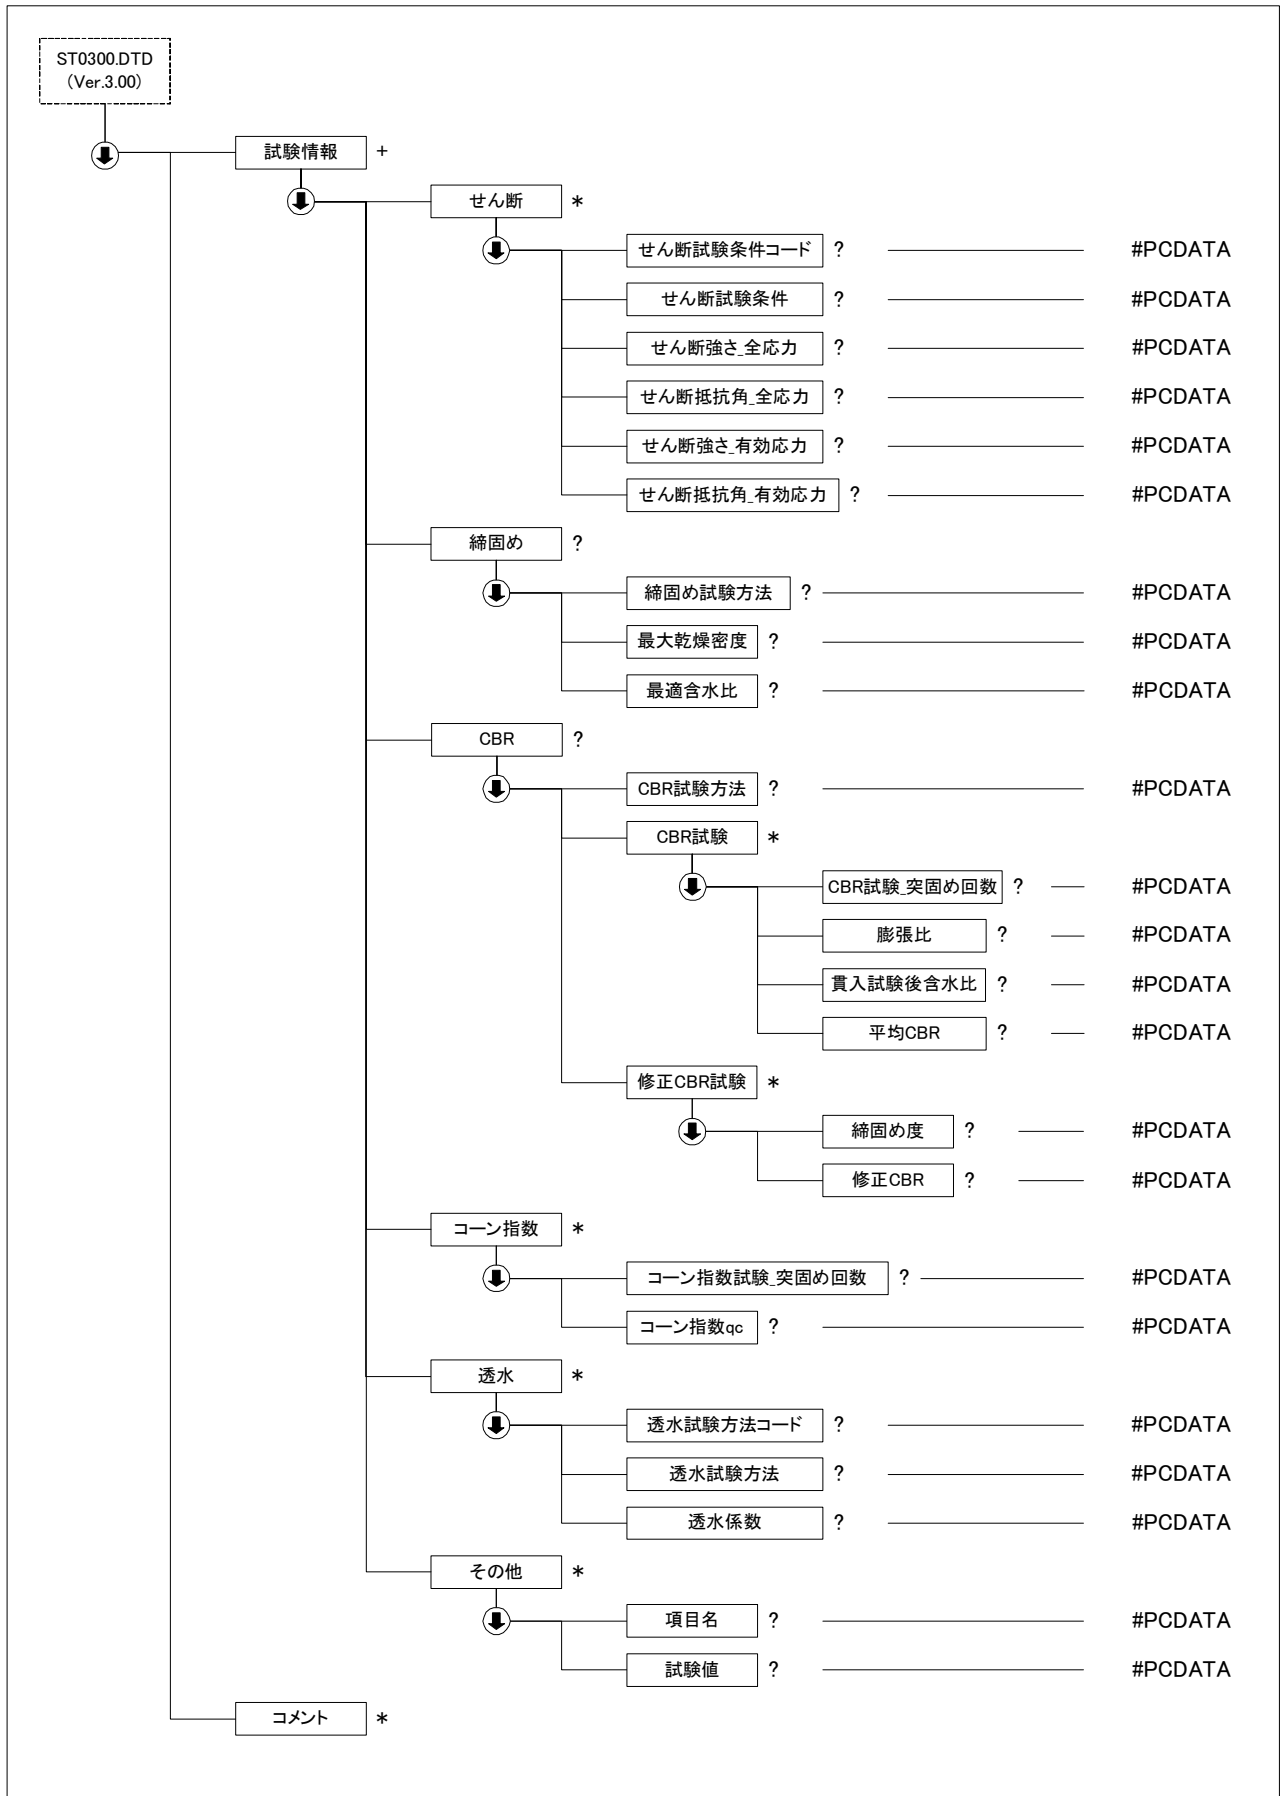 ST0300.DTD
(Ver.3.00)
試験情報 +
せん断 *
せん断試験条件コード ? #PCDATA
せん断試験条件 ? #PCDATA
せん断強さ_全応力 ? #PCDATA
せん断抵抗角_全応力 ? #PCDATA
せん断強さ_有効応力 ? #PCDATA
せん断抵抗角_有効応力 ? #PCDATA
締固め ?
締固め試験方法 ? #PCDATA
最大乾燥密度 ? #PCDATA
最適含水比 ? #PCDATA
CBR ?
CBR試験方法 ? #PCDATA
CBR試験 *
CBR試験_突固め回数 ? #PCDATA
膨張比 ? #PCDATA
貫入試験後含水比 ? #PCDATA
平均CBR ? #PCDATA
修正CBR試験 *
締固め度 ? #PCDATA
修正CBR ? #PCDATA
コーン指数 *
コーン指数試験_突固め回数 ? #PCDATA
コーン指数qc ? #PCDATA
透水 *
透水試験方法コード ? #PCDATA
透水試験方法 ? #PCDATA
透水係数 ? #PCDATA
その他 *
項目名 ? #PCDATA
試験値 ? #PCDATA
コメント *